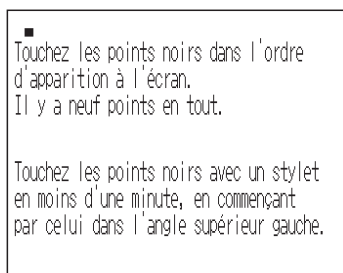 Touchez les points noirs dans l'ordre
d'apparition à l'écran.
Il y a neuf points en tout.
Touchez les points noirs avec un stylet
en moins d'une minute, en commençant
par celui dans l'angle supérieur gauche.